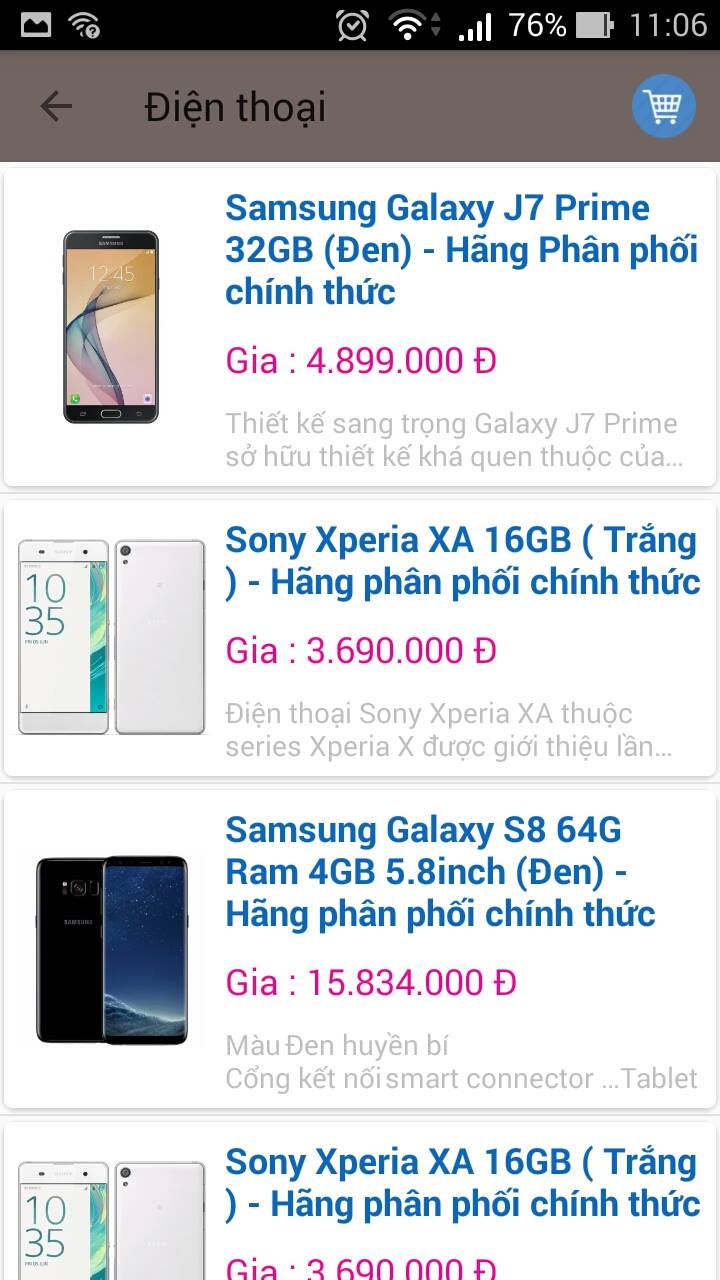 76% 11:06
Điện thoại
Samsung Galaxy J7 Prime
32GB (Đen) - Hãng Phân phối
chính thức
Gia : 4.899.000 Đ
Thiết kế sang trọng Galaxy J7 Prime
sở hữu thiết kế khá quen thuộc của...
SAMSUNG
12:45
Sony Xperia XA 16GB ( Trắng
) - Hãng phân phối chính thức
Gia : 3.690.000 Đ
Điện thoại Sony Xperia XA thuộc
series Xperia X được giới thiệu lần...
SONY
10
35
Samsung Galaxy S8 64G
Ram 4GB 5.8inch (Đen) -
Hãng phân phối chính thức
Gia : 15.834.000 Đ
Màu Đen huyền bí
Cổng kết nối smart connector ...Tablet
SAMSUNG
Sony Xperia XA 16GB ( Trắng
) - Hãng phân phối chính thức
Gia : 3.690.000 Đ
SONY
10
35